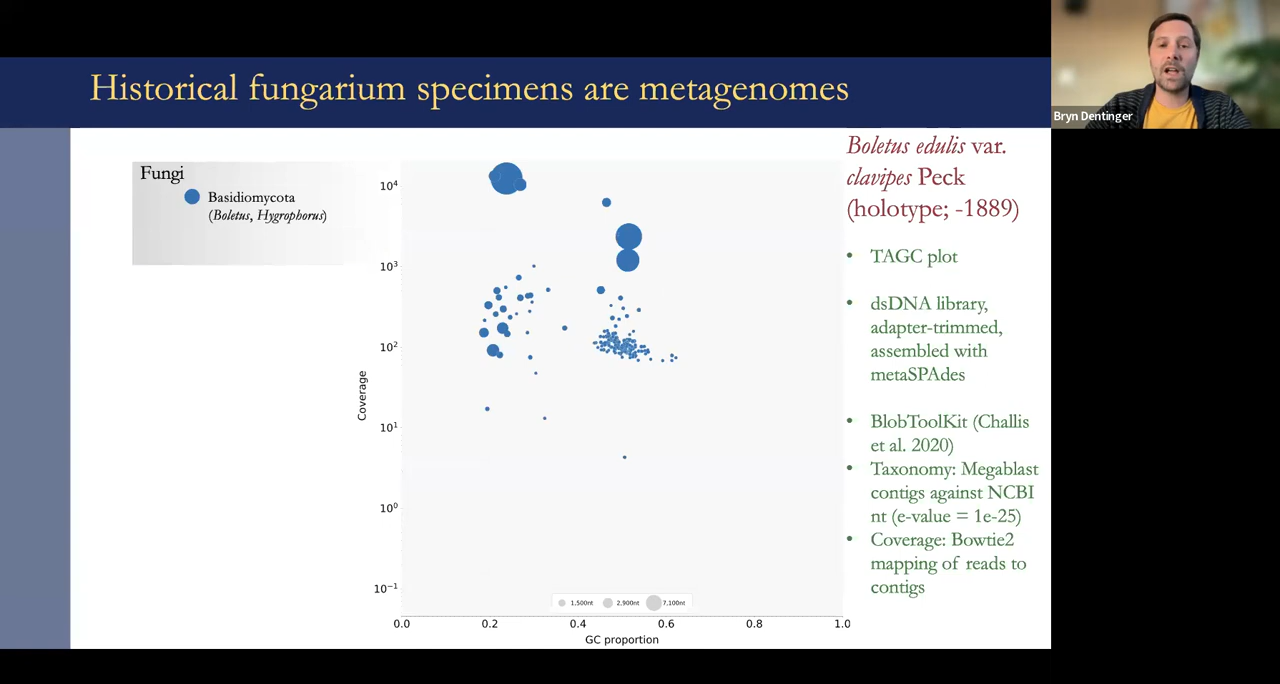 Historical fungarium specimens are metagenomes
Bryn Dentinger
Fungi
Basidiomycota
(Boletus, Hygrophorus)
Boletus edulis var.
clavipes Peck
(holotype; -1889)
• TAGC plot
• dsDNA library,
adapter-trimmed,
assembled with
metaSPAdes
• BlobToolKit (Challis
et al. 2020)
• Taxonomy: Megablast
contigs against NCBI
nt (e-value = 1e-25)
• Coverage: Bowtie2
mapping of reads to
contigs
Coverage
10⁴
10³
10²
10¹
10⁰
10⁻¹
1,500nt 2,900nt 7,100nt
0.0 0.2 0.4 0.6 0.8 1.0
GC proportion